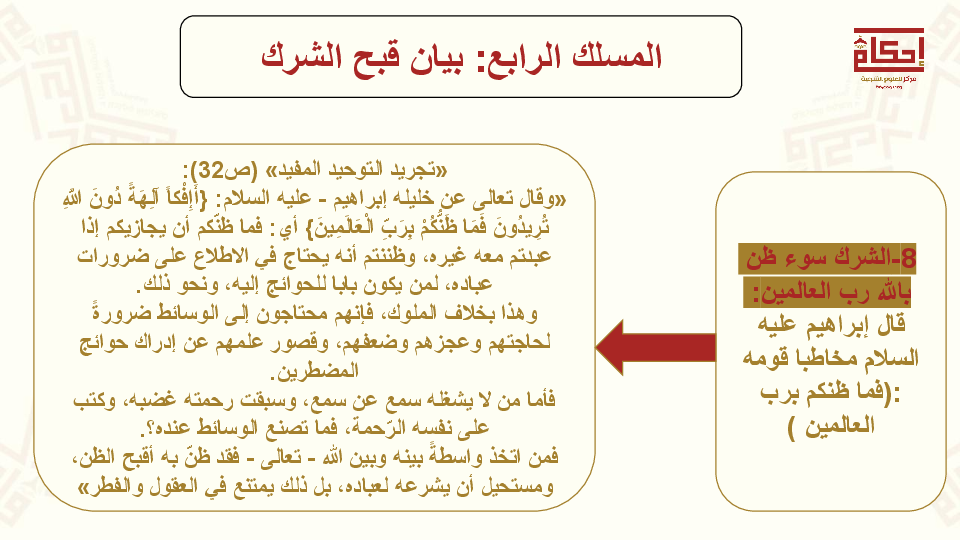 المسلك الرابع: بيان قبح الشرك
إحكام
مركز للعلوم الشرعية
8-الشرك سوء ظن
بالله رب العالمين:
قال إبراهيم عليه
السلام مخاطبا قومه
:(فما ظنكم برب
العالمين )
«تجريد التوحيد المفيد» (ص32):
«وقال تعالى عن خليله إبراهيم - عليه السلام: {أَإِفْكاً آلِهَةً دُونَ اللَّهِ
تُرِيدُونَ فَمَا ظَنُّكُمْ بِرَبِّ الْعَالَمِينَ} أي: فما ظنّكم أن يجازيكم إذا
عبدتم معه غيره، وظننتم أنه يحتاج في الاطلاع على ضرورات
عباده، لمن يكون بابا للحوائج إليه، ونحو ذلك.
وهذا بخلاف الملوك، فإنهم محتاجون إلى الوسائط ضرورةً
لحاجتهم وعجزهم وضعفهم، وقصور علمهم عن إدراك حوائج
المضطرين.
فأما من لا يشغله سمع عن سمع، وسبقت رحمته غضبه، وكتب
على نفسه الرّحمة، فما تصنع الوسائط عنده؟.
فمن اتخذ واسطةً بينه وبين الله - تعالى - فقد ظنّ به أقبح الظن،
ومستحيل أن يشرعه لعباده، بل ذلك يمتنع في العقول والفطر»